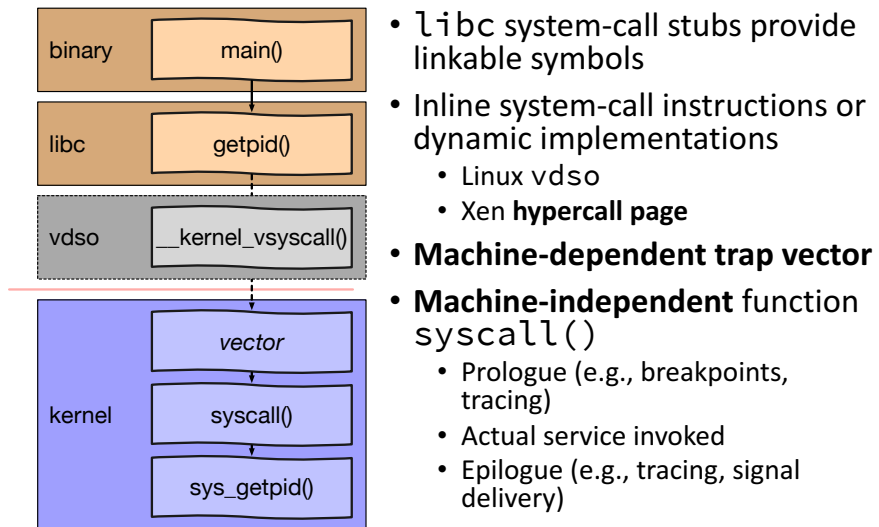 binary
main()
libc
getpid()
vdso
__kernel_vsyscall()
kernel
vector
syscall()
sys_getpid()
• libc system-call stubs provide
linkable symbols
• Inline system-call instructions or
dynamic implementations
• Linux vdso
• Xen hypercall page
• Machine-dependent trap vector
• Machine-independent function
syscall()
• Prologue (e.g., breakpoints,
tracing)
• Actual service invoked
• Epilogue (e.g., tracing, signal
delivery)